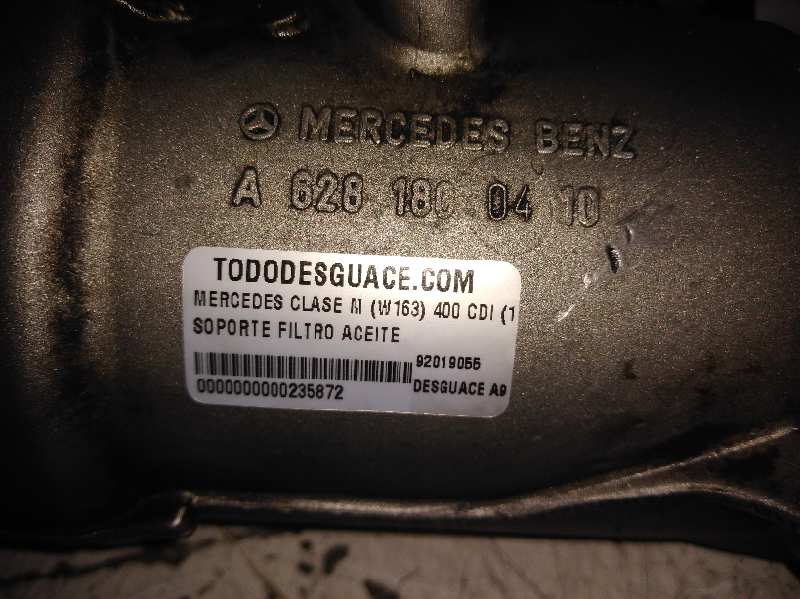 MERCEDES BENZ
A 628 180 04 10
TODODESGUACE.COM
MERCEDES CLASE M (W163) 400 CDI (1
SOPORTE FILTRO ACEITE
92019055
0000000000235872
DESGUACE A9